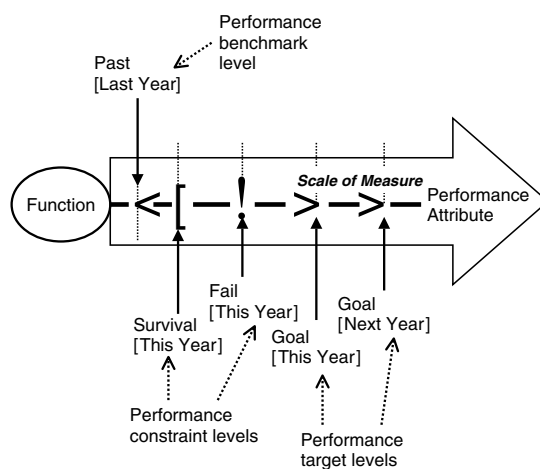 Performance
benchmark
level
Past
[Last Year]
Function
< [ ! > >
Scale of Measure
Performance
Attribute
Survival
[This Year]
Fail
[This Year]
Goal
[This Year]
Goal
[Next Year]
Performance
constraint levels
Performance
target levels